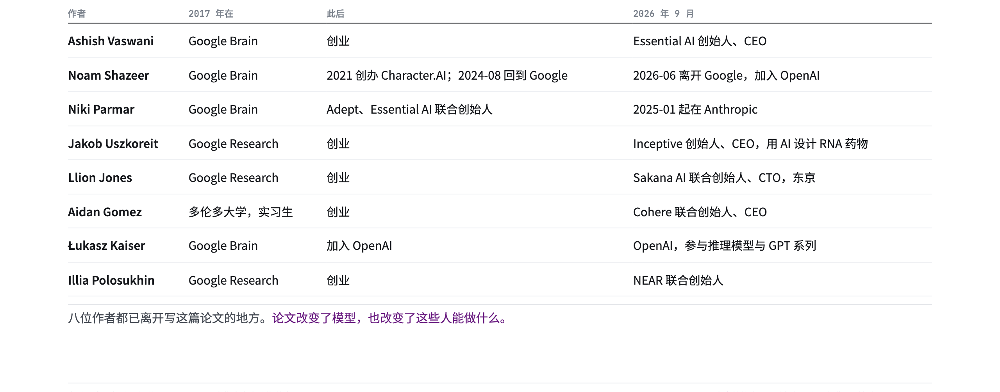 作者 2017 年在 此后 2026 年 9 月
Ashish Vaswani Google Brain 创业 Essential AI 创始人、CEO
Noam Shazeer Google Brain 2021 创办 Character.AI；2024-08 回到 Google 2026-06 离开 Google，加入 OpenAI
Niki Parmar Google Brain Adept、Essential AI 联合创始人 2025-01 起在 Anthropic
Jakob Uszkoreit Google Research 创业 Inceptive 创始人、CEO，用 AI 设计 RNA 药物
Llion Jones Google Research 创业 Sakana AI 联合创始人、CTO，东京
Aidan Gomez 多伦多大学，实习生 创业 Cohere 联合创始人、CEO
Łukasz Kaiser Google Brain 加入 OpenAI OpenAI，参与推理模型与 GPT 系列
Illia Polosukhin Google Research 创业 NEAR 联合创始人
八位作者都已离开写这篇论文的地方。论文改变了模型，也改变了这些人能做什么。